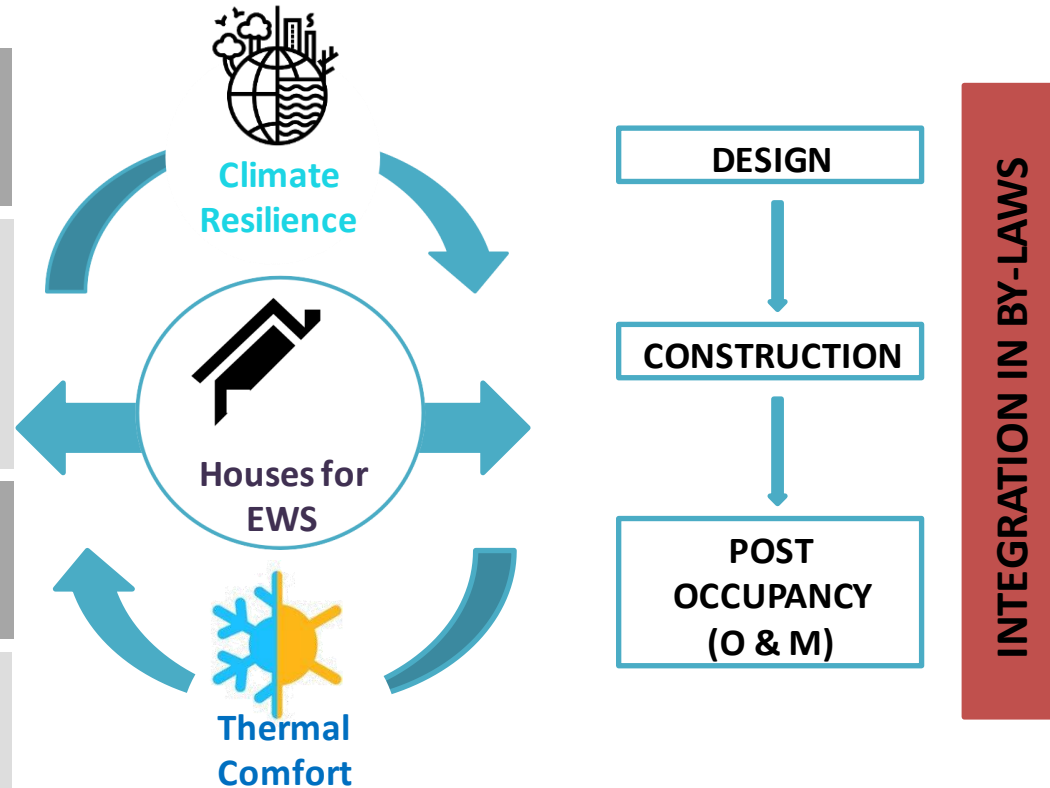 Climate
Resilience
Houses for
EWS
Thermal
Comfort
DESIGN
CONSTRUCTION
POST
OCCUPANCY
(O & M)
INTEGRATION IN BY-LAWS